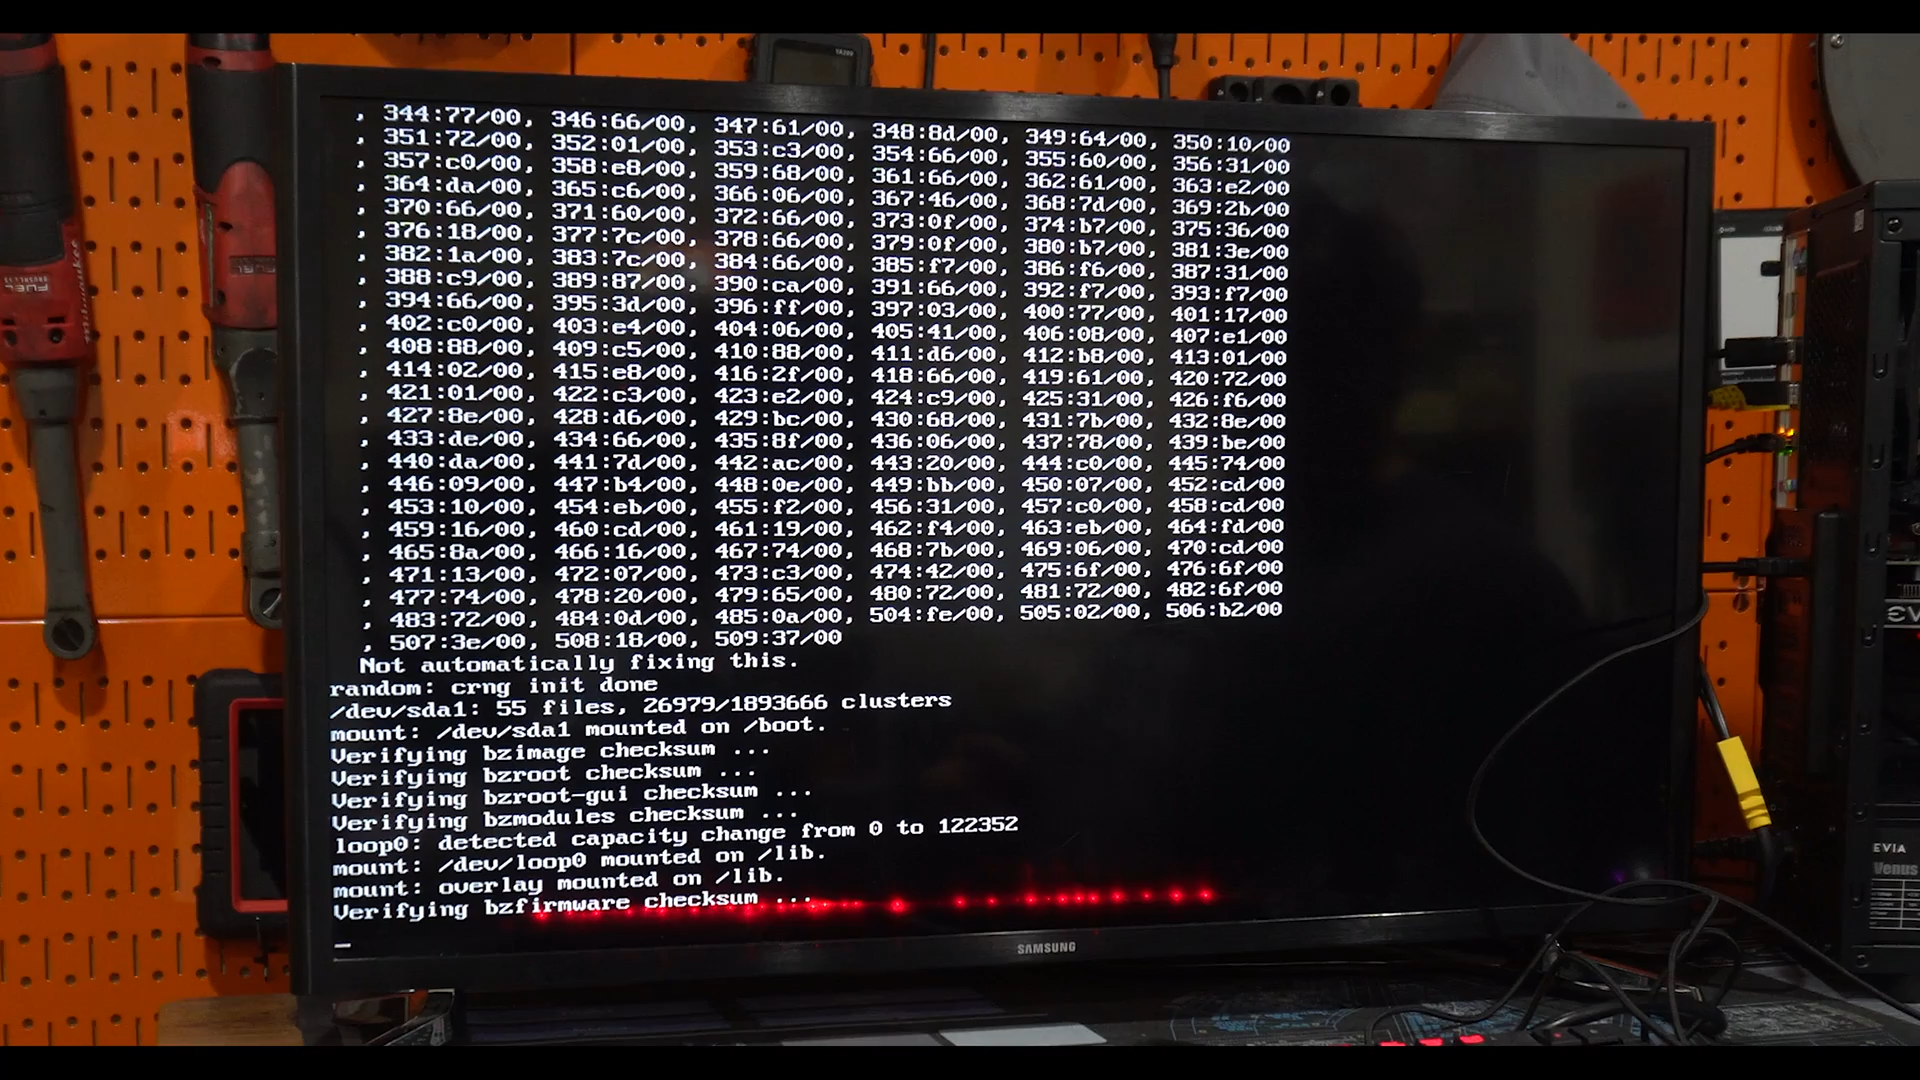 , 344:77/00, 346:66/00, 347:61/00, 348:8d/00, 349:64/00, 350:10/00
, 351:72/00, 352:01/00, 353:c3/00, 354:66/00, 355:60/00, 356:31/00
, 357:c0/00, 358:e8/00, 359:68/00, 361:66/00, 362:61/00, 363:e2/00
, 364:da/00, 365:c6/00, 366:06/00, 367:46/00, 368:7d/00, 369:2b/00
, 370:66/00, 371:60/00, 372:66/00, 373:0f/00, 374:b7/00, 375:36/00
, 376:18/00, 377:7c/00, 378:66/00, 379:0f/00, 380:b7/00, 381:3e/00
, 382:1a/00, 383:7c/00, 384:66/00, 385:f7/00, 386:f6/00, 387:31/00
, 388:c9/00, 389:87/00, 390:ca/00, 391:66/00, 392:f7/00, 393:f7/00
, 394:66/00, 395:3d/00, 396:ff/00, 397:03/00, 400:77/00, 401:17/00
, 402:c0/00, 403:e4/00, 404:06/00, 405:41/00, 406:08/00, 407:e1/00
, 408:88/00, 409:c5/00, 410:88/00, 411:d6/00, 412:b8/00, 413:01/00
, 414:02/00, 415:e8/00, 416:2f/00, 418:66/00, 419:61/00, 420:72/00
, 421:01/00, 422:c3/00, 423:e2/00, 424:c9/00, 425:31/00, 426:f6/00
, 427:8e/00, 428:d6/00, 429:bc/00, 430:68/00, 431:7b/00, 432:8e/00
, 433:de/00, 434:66/00, 435:8f/00, 436:06/00, 437:78/00, 439:be/00
, 440:da/00, 441:7d/00, 442:ac/00, 443:20/00, 444:c0/00, 445:74/00
, 446:09/00, 447:b4/00, 448:0e/00, 449:bb/00, 450:07/00, 452:cd/00
, 453:10/00, 454:eb/00, 455:f2/00, 456:31/00, 457:c0/00, 458:cd/00
, 459:16/00, 460:cd/00, 461:19/00, 462:f4/00, 463:eb/00, 464:fd/00
, 465:8a/00, 466:16/00, 467:74/00, 468:7b/00, 469:06/00, 470:cd/00
, 471:13/00, 472:07/00, 473:c3/00, 474:42/00, 475:6f/00, 476:6f/00
, 477:74/00, 478:20/00, 479:65/00, 480:72/00, 481:72/00, 482:6f/00
, 483:72/00, 484:0d/00, 485:0a/00, 504:fe/00, 505:02/00, 506:b2/00
, 507:3e/00, 508:18/00, 509:37/00
Not automatically fixing this.
random: crng init done
/dev/sda1: 55 files, 26979/1893666 clusters
mount: /dev/sda1 mounted on /boot.
Verifying bzimage checksum ...
Verifying bzroot checksum ...
Verifying bzroot-gui checksum ...
Verifying bzmodules checksum ...
loop0: detected capacity change from 0 to 122352
mount: /dev/loop0 mounted on /lib.
mount: overlay mounted on /lib.
Verifying bzfirmware checksum ...
SAMSUNG
FUEL
Milwaukee
EVIA
Venus